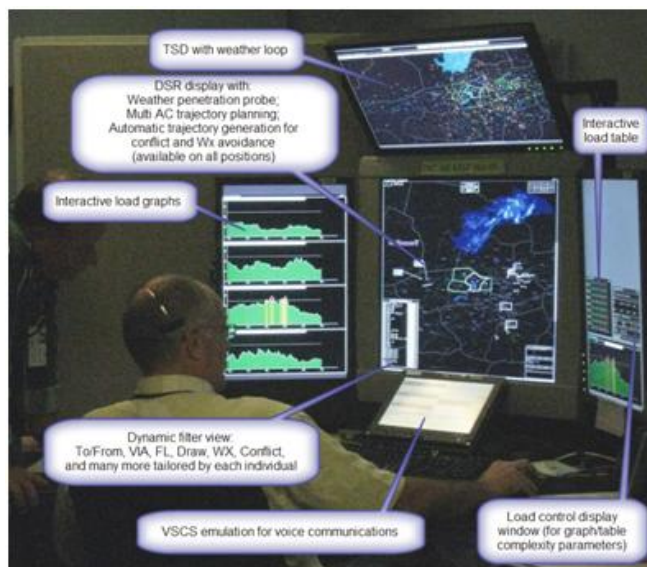 TSD with weather loop
DSR display with:
Weather penetration probe;
Multi AC trajectory planning;
Automatic trajectory generation for
conflict and Wx avoidance
(available on all positions)
Interactive
load table
Interactive load graphs
Dynamic filter view:
To/From, VIA, FL, Draw, WX, Conflict,
and many more tailored by each individual
VSCS emulation for voice communications
Load control display
window (for graph/table
complexity parameters)